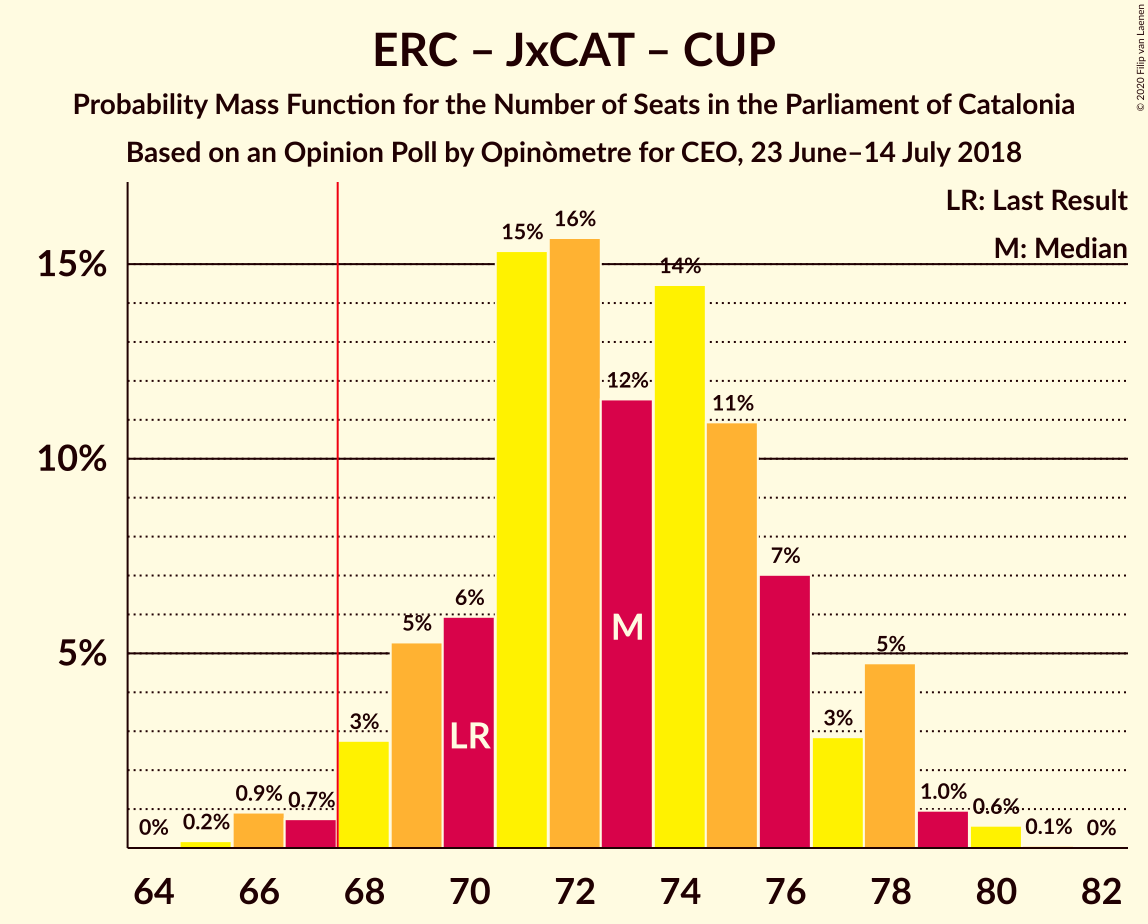 ERC – JxCAT – CUP
Probability Mass Function for the Number of Seats in the Parliament of Catalonia
Based on an Opinion Poll by Opinòmetre for CEO, 23 June–14 July 2018
© 2020 Filip van Laenen
LR: Last Result
M: Median
15%
10%
5%
0%
0.2%
0.9%
0.7%
3%
5%
6%
15%
16%
12%
14%
11%
7%
3%
5%
1.0%
0.6%
0.1%
0%
LR
M
64 66 68 70 72 74 76 78 80 82